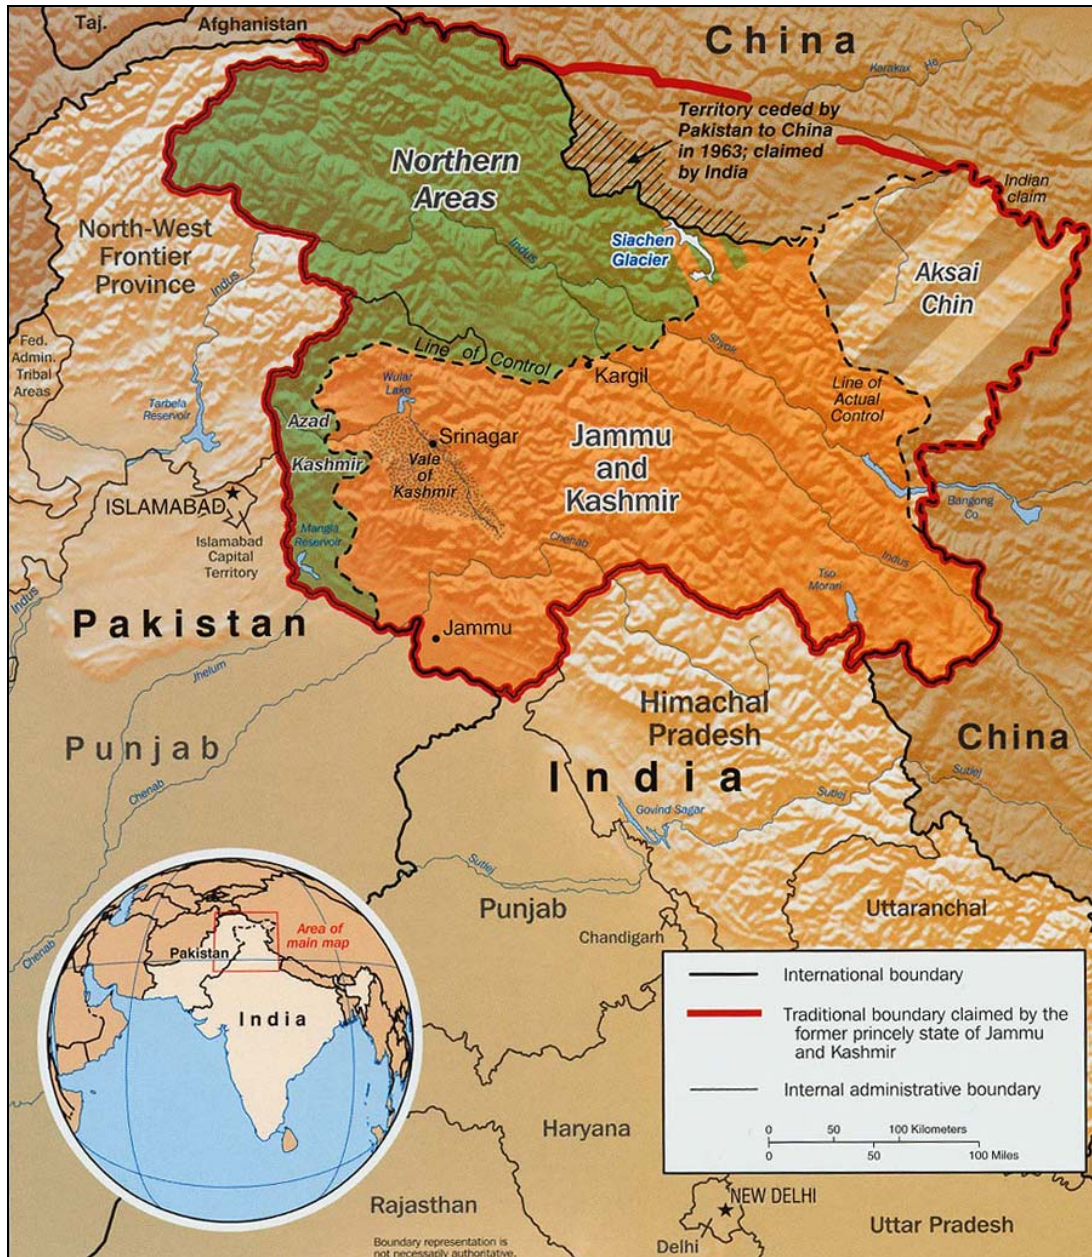 Taj.
Afghanistan
China
Karakax He
Territory ceded by
Pakistan to China
in 1963; claimed
by India
Indian
claim
Northern
Areas
North-West
Frontier
Province
Indus
Indus
Siachen
Glacier
Aksai
Chin
Fed.
Admin.
Tribal
Areas
Tarbela
Reservoir
Line of Control
Shyok
Kargil
Line of
Actual
Control
Wular
Lake
Azad
Kashmir
Srinagar
Vale
of
Kashmir
Jammu
and
Kashmir
ISLAMABAD
Islamabad
Capital
Territory
Mangla
Reservoir
Bangong
Co
Chenab
Indus
Tso
Morari
Indus
Pakistan
Jammu
Jhelum
Himachal
Pradesh
Punjab
China
India
Chenab
Sutlej
Sutlej
Govind Sagar
Sutlej
Punjab
Uttaranchal
Chandigarh
Chenab
Area of
main map
Pakistan
India
International boundary
Traditional boundary claimed by the
former princely state of Jammu
and Kashmir
Internal administrative boundary
0 50 100 Kilometers
0 50 100 Miles
Haryana
Rajasthan
NEW DELHI
Delhi
Uttar Pradesh
Boundary representation is
not necessarily authoritative.